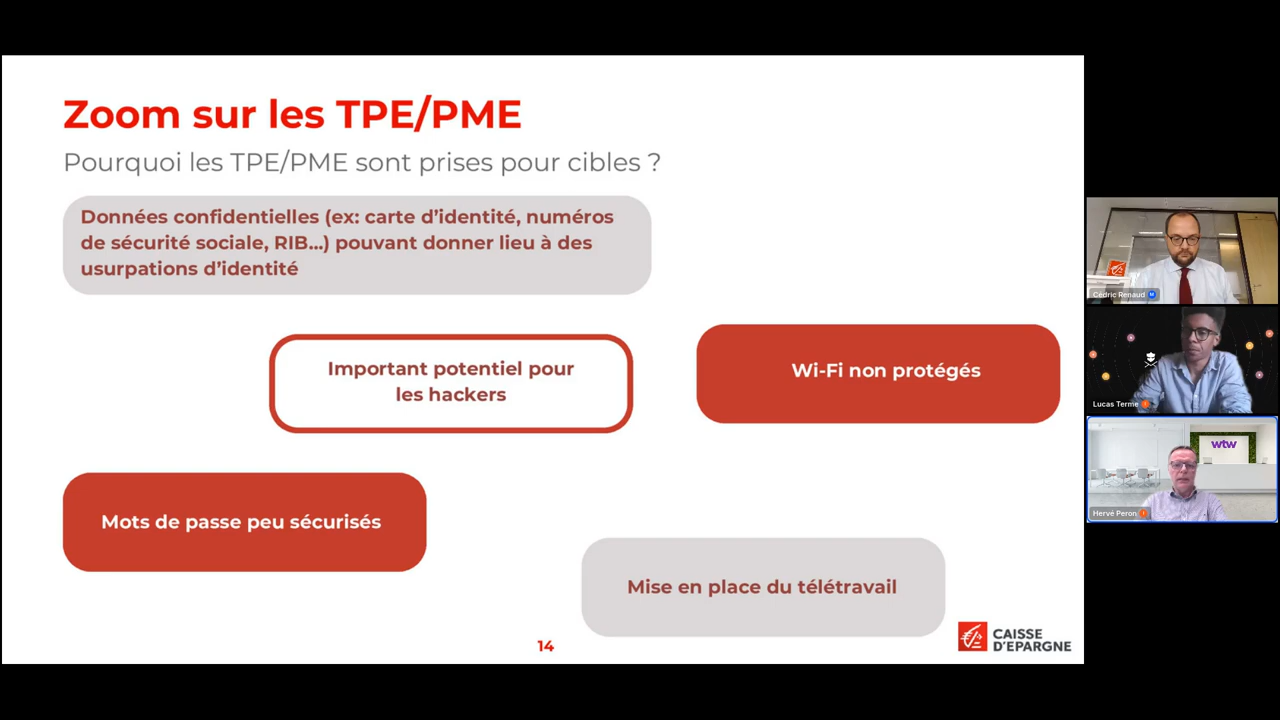 Zoom sur les TPE/PME
Pourquoi les TPE/PME sont prises pour cibles ?
Données confidentielles (ex: carte d'identité, numéros
de sécurité sociale, RIB...) pouvant donner lieu à des
usurpations d'identité
Important potentiel pour
les hackers
Wi-Fi non protégés
Mots de passe peu sécurisés
Mise en place du télétravail
14
CAISSE
D'EPARGNE
Cédric Renaud
Lucas Terme
wtw
Hervé Peron